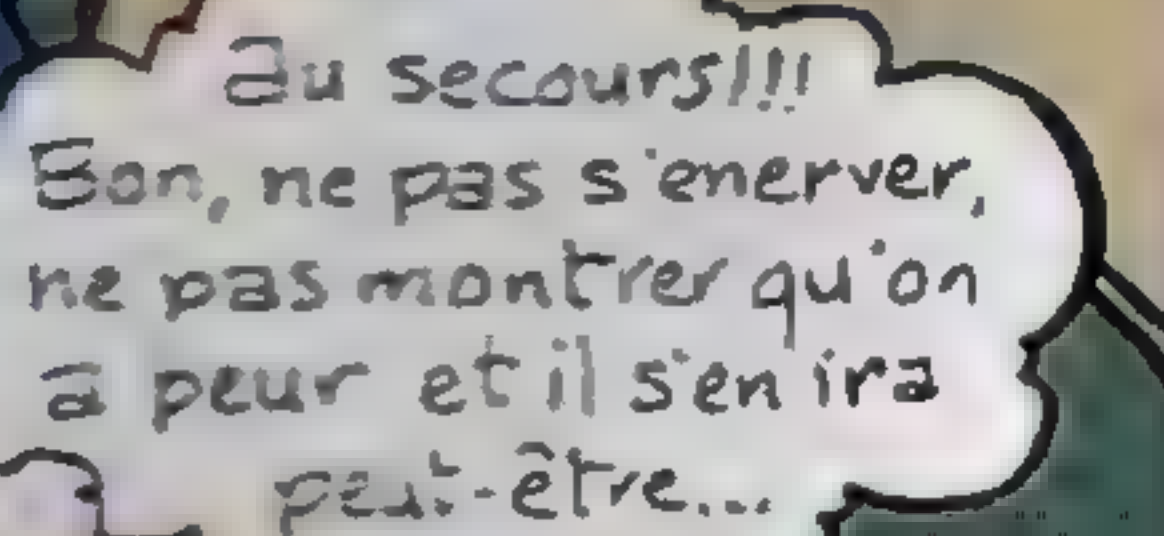 au secours!!!
Bon, ne pas s'enerver,
ne pas montrer qu'on
a peur et il s'en ira
peut-être...